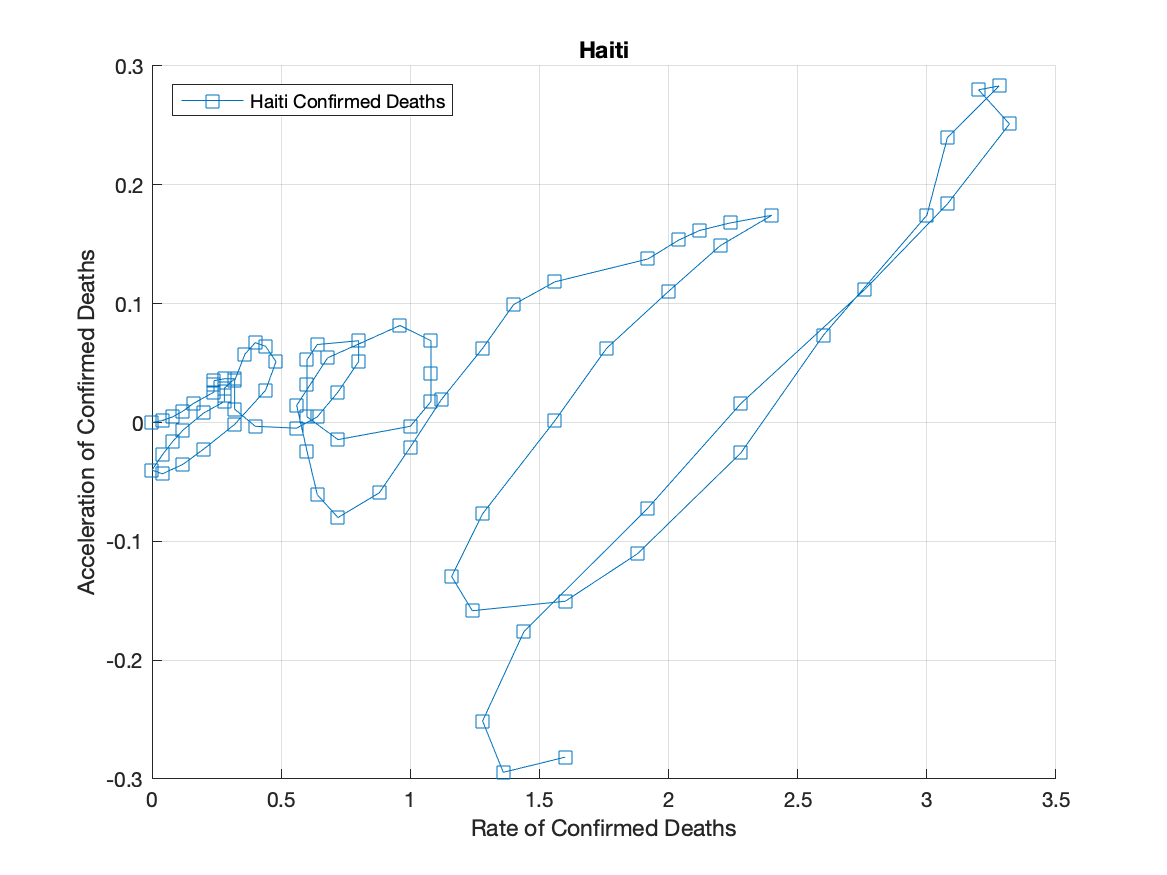 Haiti
Haiti Confirmed Deaths
0.3
0.2
0.1
0
-0.1
-0.2
-0.3
Acceleration of Confirmed Deaths
0 0.5 1 1.5 2 2.5 3 3.5
Rate of Confirmed Deaths